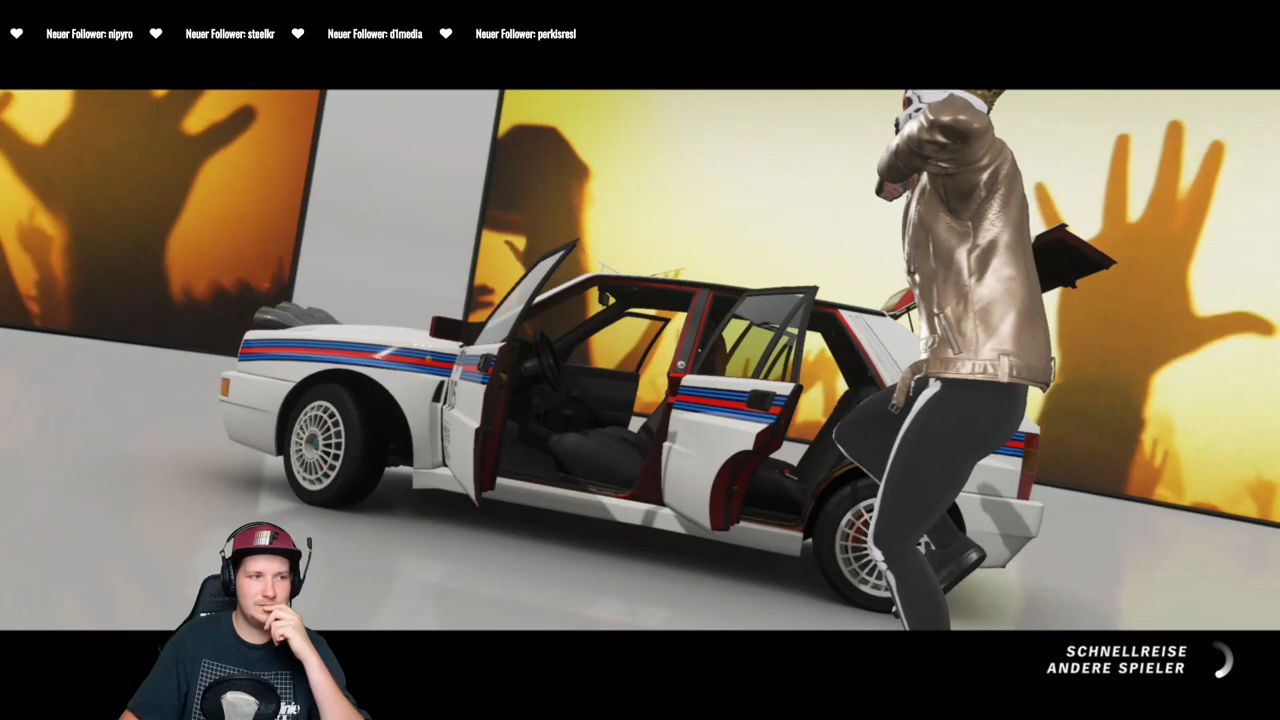 Neuer Follower: nipyro
Neuer Follower: steelkr
Neuer Follower: d1media
Neuer Follower: perkisresl
SCHNELLREISE
ANDERE SPIELER